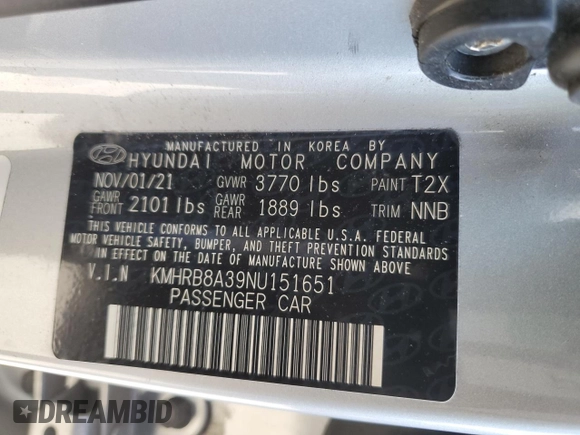 MANUFACTURED IN KOREA BY
HYUNDAI MOTOR COMPANY
NOV/01/21 GVWR 3770 lbs PAINT T2X
GAWR FRONT 2101 lbs GAWR REAR 1889 lbs TRIM NNB
THIS VEHICLE CONFORMS TO ALL APPLICABLE U.S.A. FEDERAL
MOTOR VEHICLE SAFETY, BUMPER, AND THEFT PREVENTION STANDARDS
IN EFFECT ON THE DATE OF MANUFACTURE SHOWN ABOVE.
V.I.N KMHRB8A39NU151651
PASSENGER CAR
DREAMBID